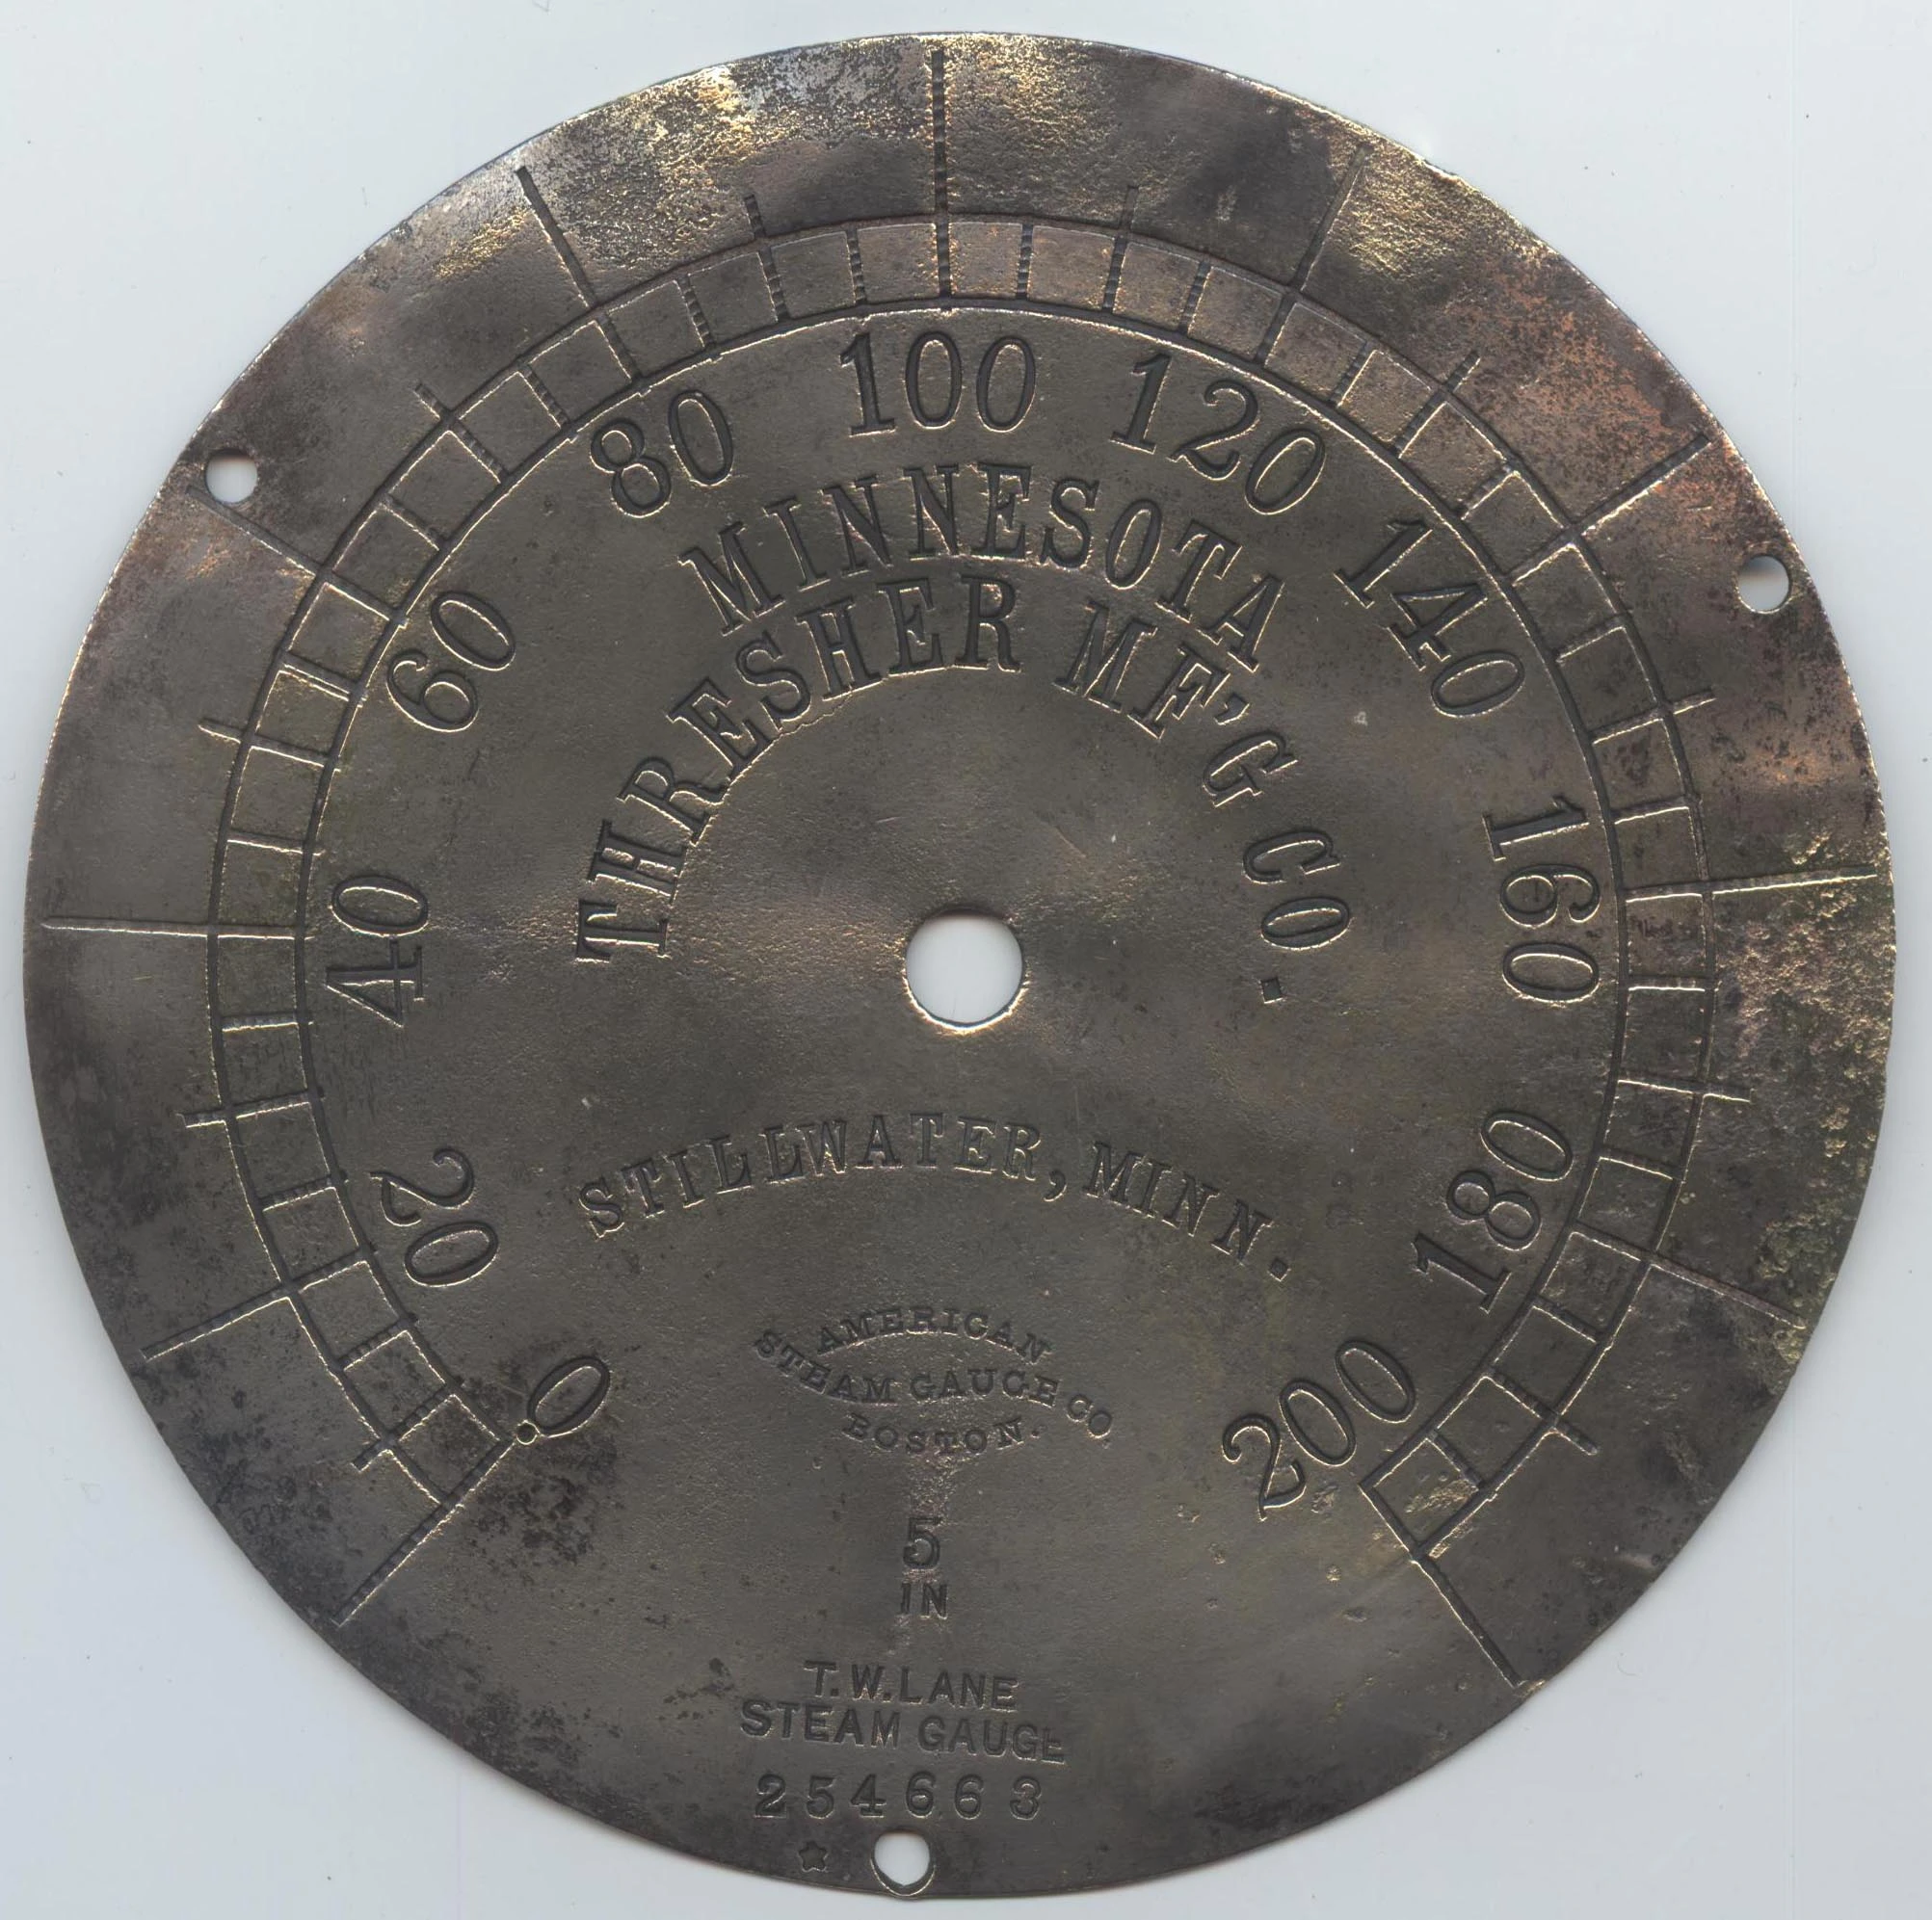 0
20
40
60
80
100
120
140
160
180
200
MINNESOTA
THRESHER MF'G CO.
STILLWATER, MINN.
AMERICAN
STEAM GAUGE CO
BOSTON.
5
IN
T.W.LANE
STEAM GAUGE
254663